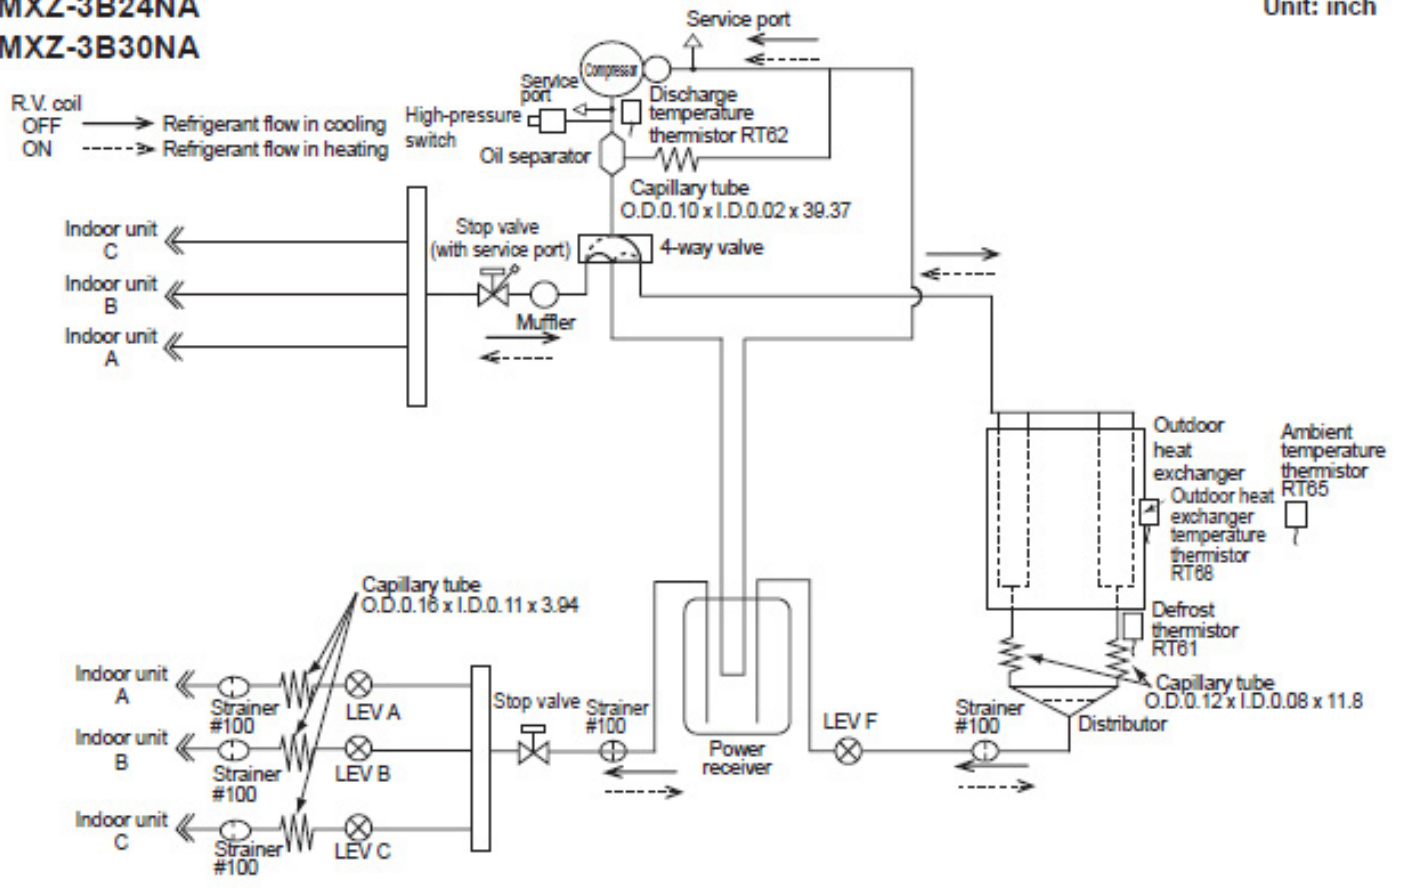 MXZ-3B24NA
MXZ-3B30NA
Unit: inch
R.V. coil
OFF
Refrigerant flow in cooling
ON
Refrigerant flow in heating
Service port
Compressor
Service
port
High-pressure
switch
Discharge
temperature
thermistor RT62
Oil separator
Capillary tube
O.D.0.10 x I.D.0.02 x 39.37
Stop valve
(with service port)
4-way valve
Muffler
Indoor unit
C
Indoor unit
B
Indoor unit
A
Outdoor
heat
exchanger
Outdoor heat
exchanger
temperature
thermistor
RT68
Ambient
temperature
thermistor
RT65
Defrost
thermistor
RT61
Capillary tube
O.D.0.12 x I.D.0.08 x 11.8
Distributor
Strainer
#100
LEV F
Power
receiver
Strainer
#100
Stop valve
Capillary tube
O.D.0.16 x I.D.0.11 x 3.94
Indoor unit
A
Strainer
#100
LEV A
Indoor unit
B
Strainer
#100
LEV B
Indoor unit
C
Strainer
#100
LEV C